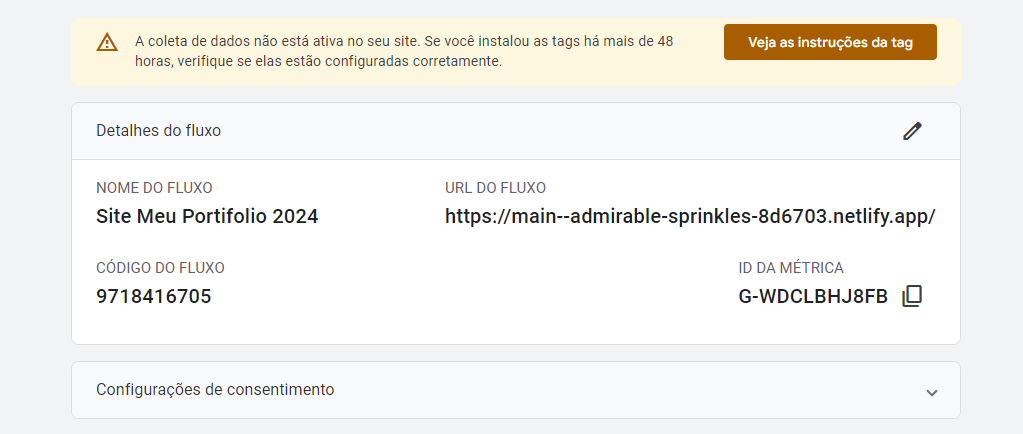 A coleta de dados não está ativa no seu site. Se você instalou as tags há mais de 48
horas, verifique se elas estão configuradas corretamente.
Veja as instruções da tag
Detalhes do fluxo
NOME DO FLUXO
Site Meu Portifolio 2024
URL DO FLUXO
https://main--admirable-sprinkles-8d6703.netlify.app/
CÓDIGO DO FLUXO
9718416705
ID DA MÉTRICA
G-WDCLBHJ8FB
Configurações de consentimento